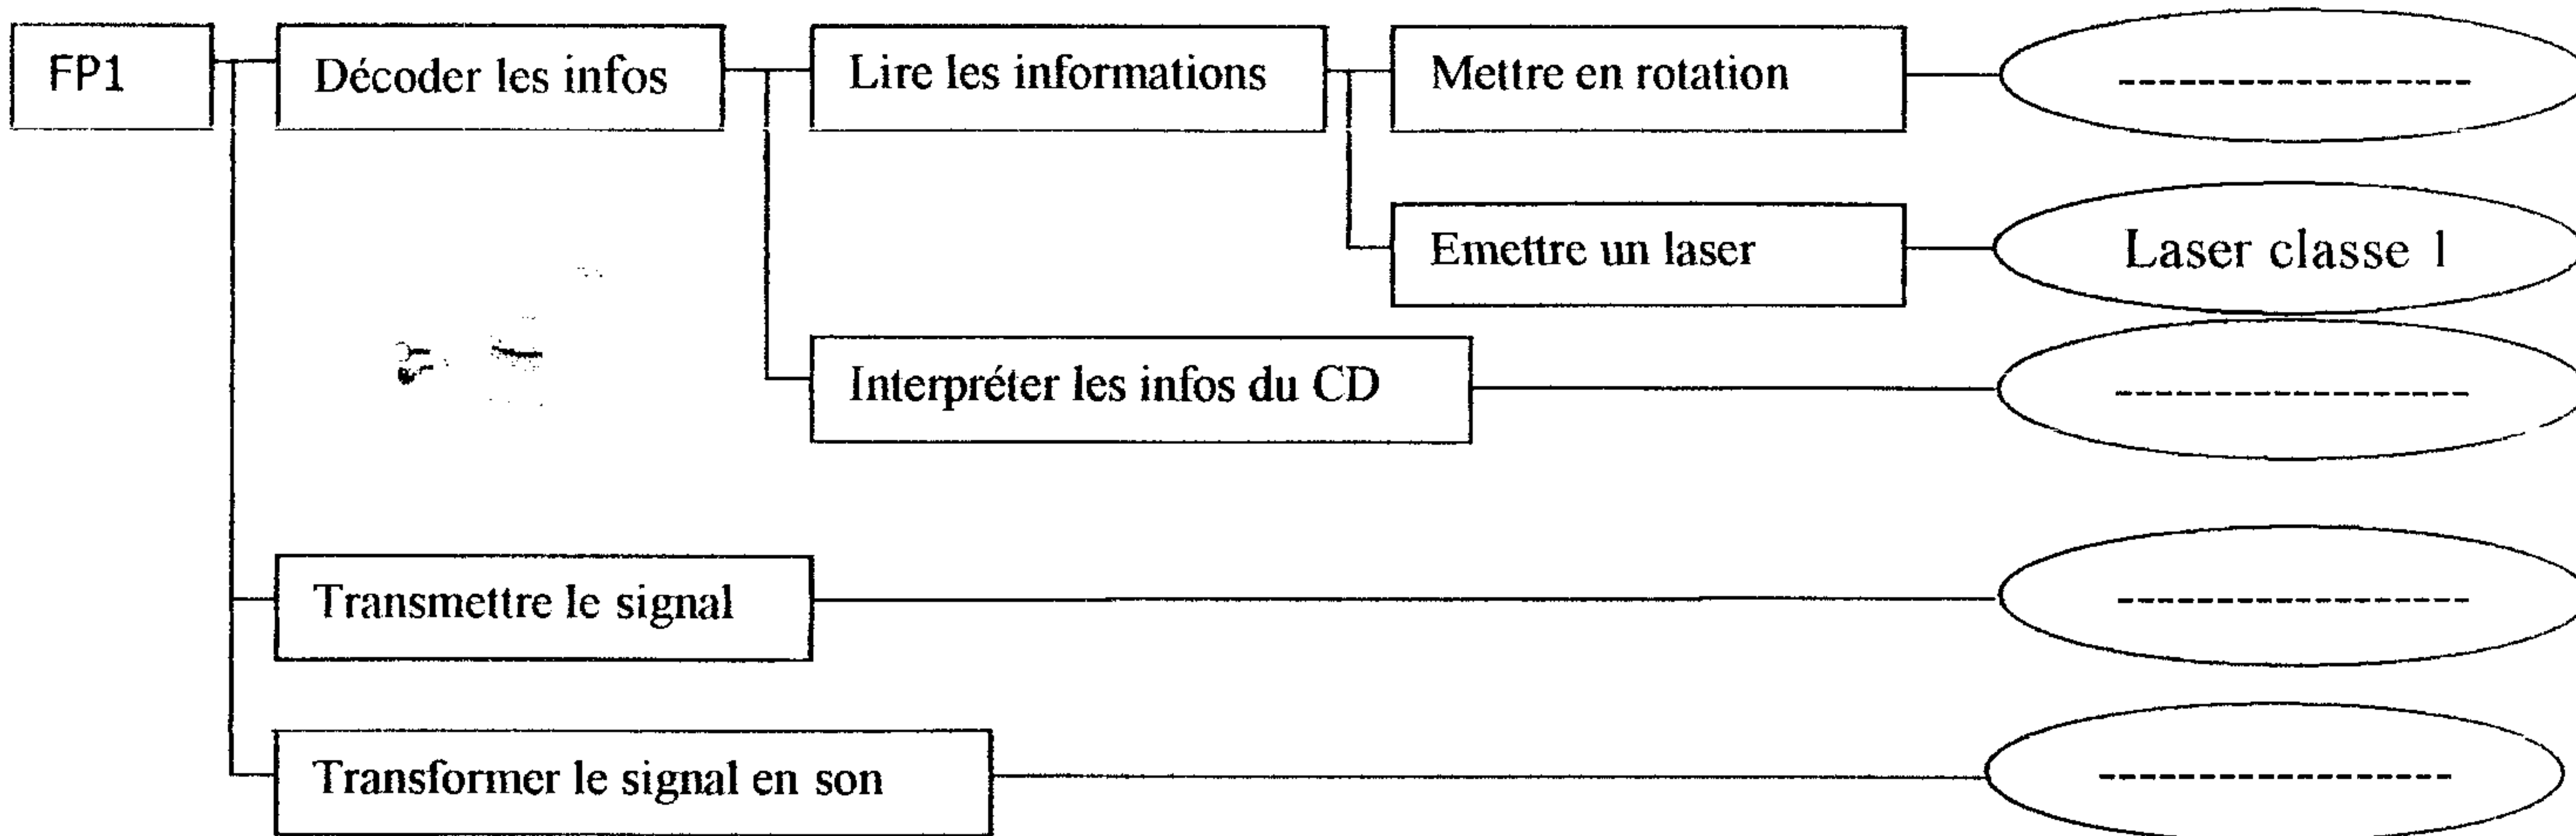 FP1
Décoder les infos
Lire les informations
Mettre en rotation
--------------------
Emettre un laser
Laser classe 1
Interpréter les infos du CD
--------------------
Transmettre le signal
--------------------
Transformer le signal en son
--------------------